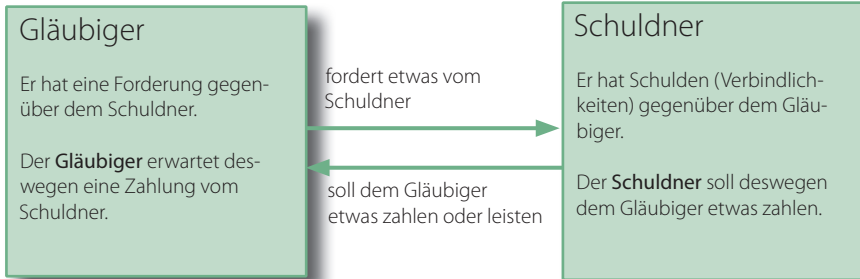 Gläubiger
Er hat eine Forderung gegen-
über dem Schuldner.
Der Gläubiger erwartet des-
wegen eine Zahlung vom
Schuldner.
fordert etwas vom
Schuldner
soll dem Gläubiger
etwas zahlen oder leisten
Schuldner
Er hat Schulden (Verbindlich-
keiten) gegenüber dem Gläu-
biger.
Der Schuldner soll deswegen
dem Gläubiger etwas zahlen.